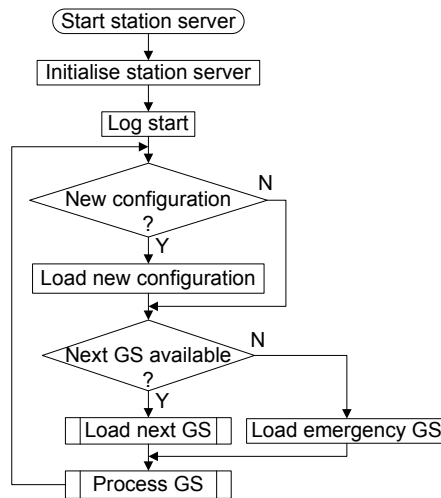 Start station server
Initialise station server
Log start
New configuration
?
N
Y
Load new configuration
Next GS available
?
N
Y
Load next GS
Load emergency GS
Process GS